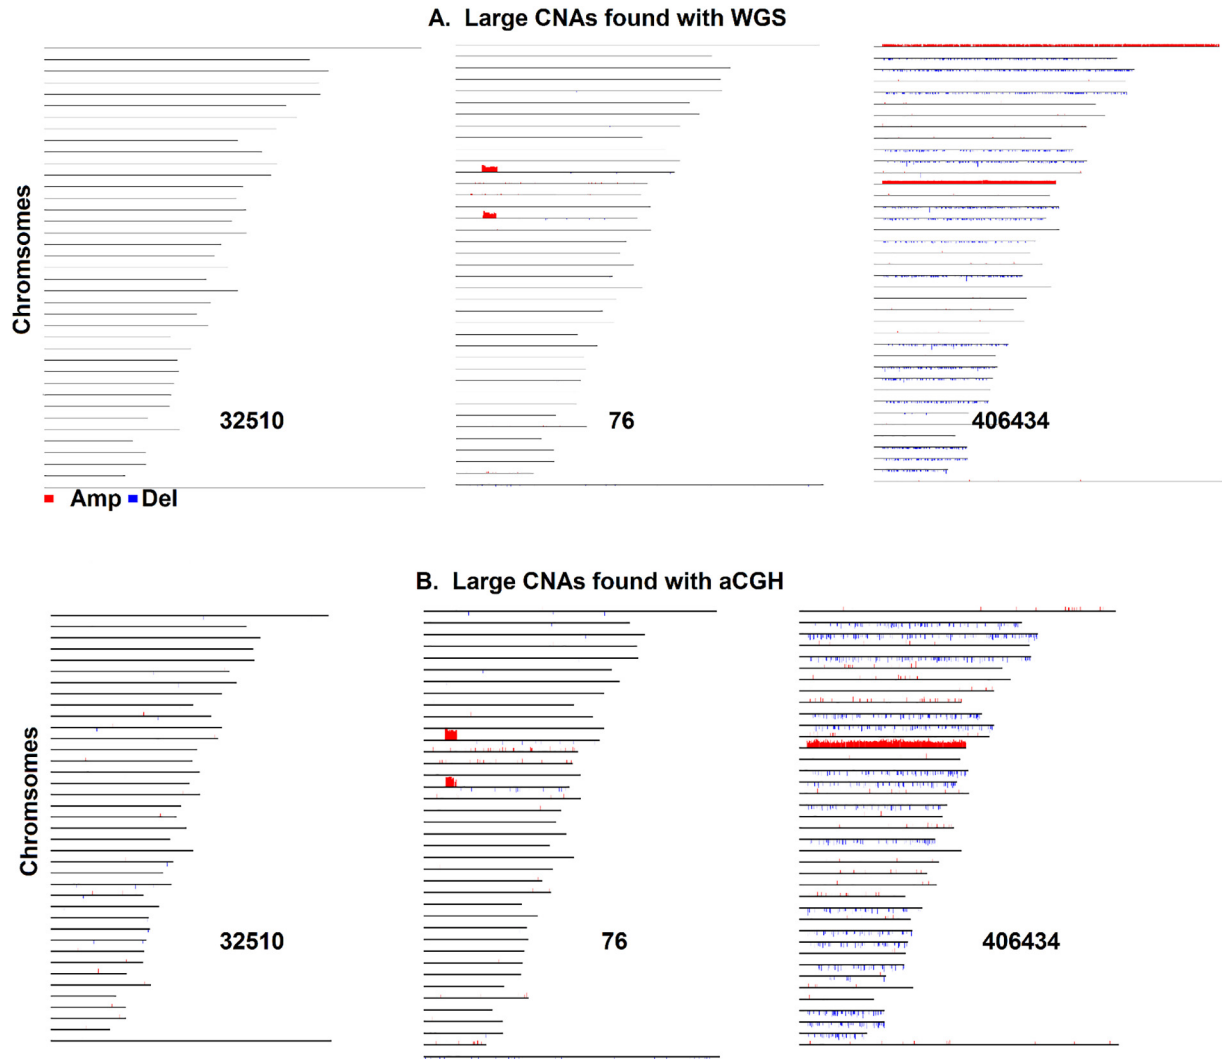 A. Large CNAs found with WGS
Chromsomes
32510
76
406434
Amp Del
B. Large CNAs found with aCGH
Chromsomes
32510
76
406434